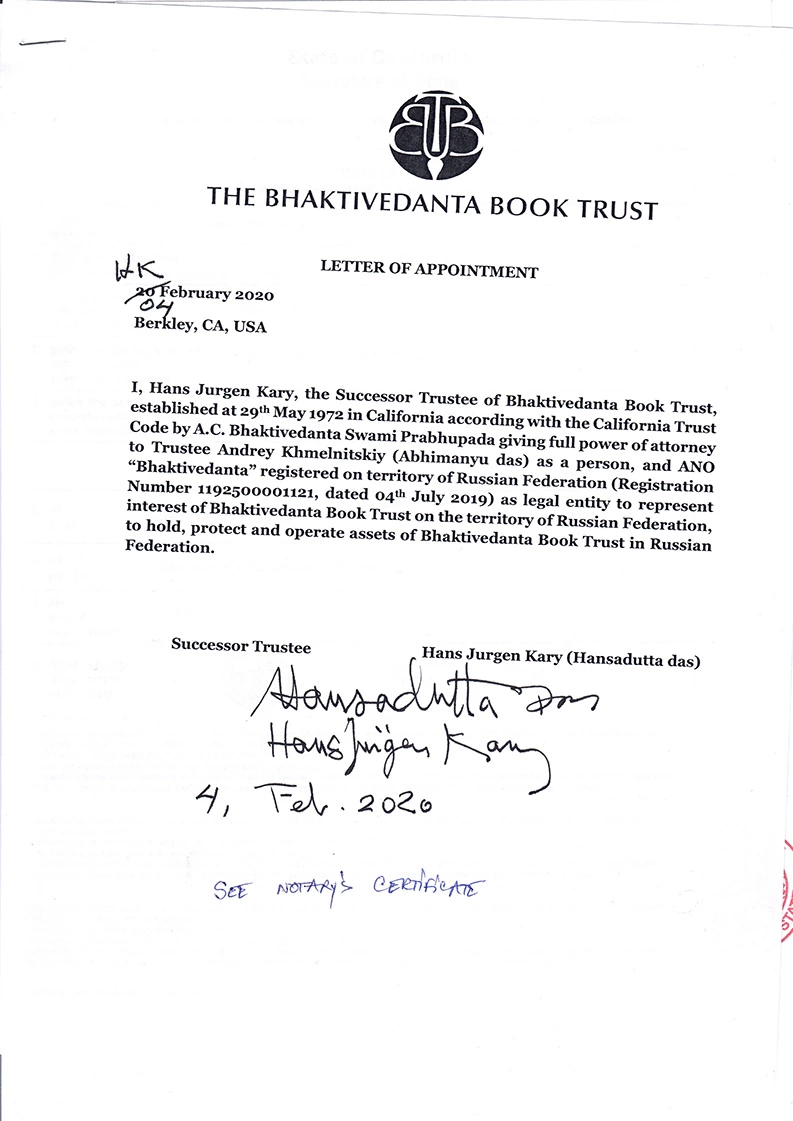 BBT
THE BHAKTIVEDANTA BOOK TRUST
LETTER OF APPOINTMENT
HK
20 February 2020
04
Berkley, CA, USA
I, Hans Jurgen Kary, the Successor Trustee of Bhaktivedanta Book Trust,
established at 29th May 1972 in California according with the California Trust
Code by A.C. Bhaktivedanta Swami Prabhupada giving full power of attorney
to Trustee Andrey Khmelnitskiy (Abhimanyu das) as a person, and ANO
“Bhaktivedanta” registered on territory of Russian Federation (Registration
Number 1192500001121, dated 04th July 2019) as legal entity to represent
interest of Bhaktivedanta Book Trust on the territory of Russian Federation,
to hold, protect and operate assets of Bhaktivedanta Book Trust in Russian
Federation.
Successor Trustee Hans Jurgen Kary (Hansadutta das)
Hansadutta Das
Hans Jürgen Kary
4, Feb. 2020
SEE NOTARY'S CERTIFICATE